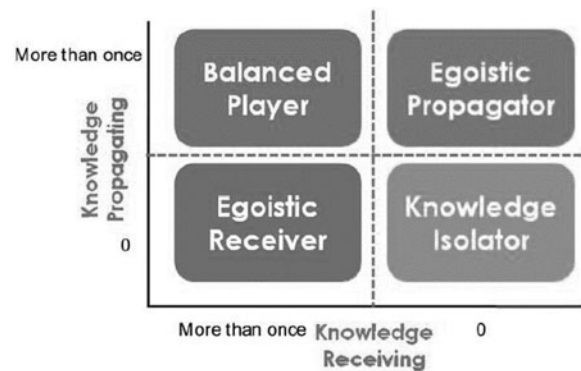 More than once
Balanced
Player
Egoistic
Propagator
Knowledge
Propagating
Egoistic
Receiver
Knowledge
Isolator
0
More than once
Knowledge
Receiving
0